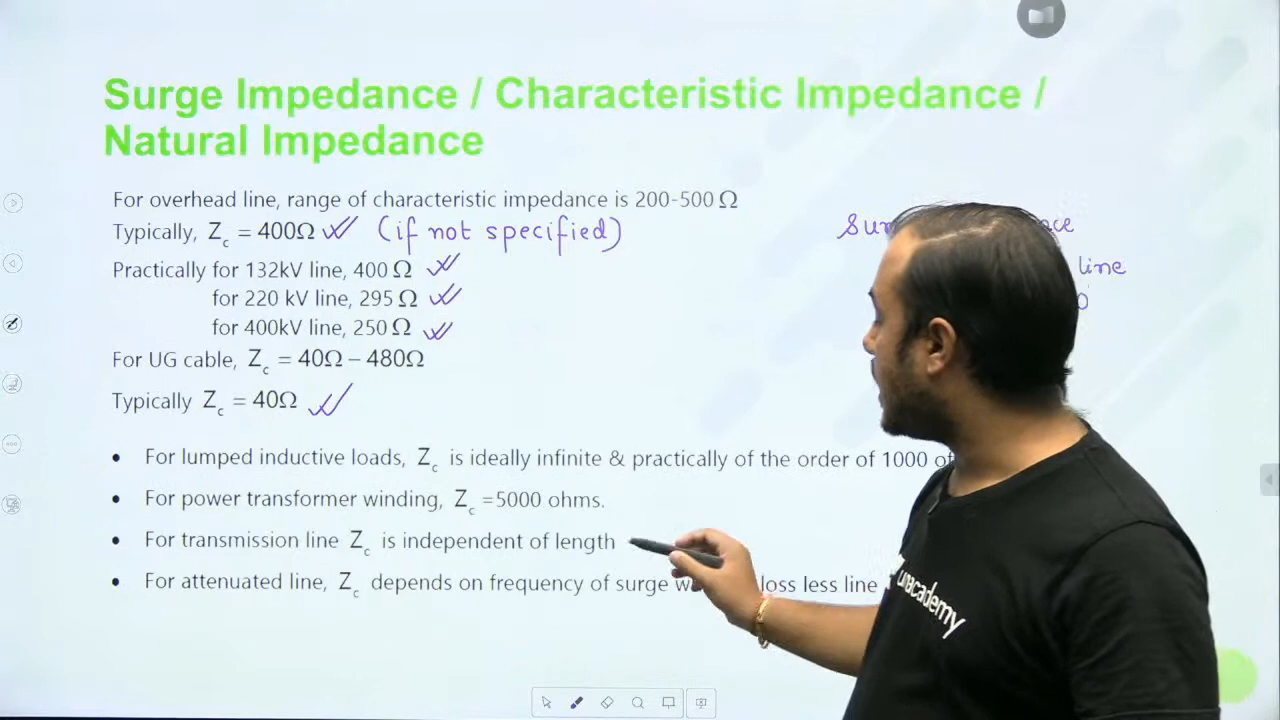 Surge Impedance / Characteristic Impedance /
Natural Impedance
For overhead line, range of characteristic impedance is 200-500 Ω
Typically, Zc = 400Ω (if not specified)
Practically for 132kV line, 400 Ω
for 220 kV line, 295 Ω
for 400kV line, 250 Ω
For UG cable, Zc = 40Ω – 480Ω
Typically Zc = 40Ω
line
• For lumped inductive loads, Zc is ideally infinite & practically of the order of 1000
• For power transformer winding, Zc =5000 ohms.
• For transmission line Zc is independent of length
• For attenuated line, Zc depends on frequency of surge loss less line
unacademy